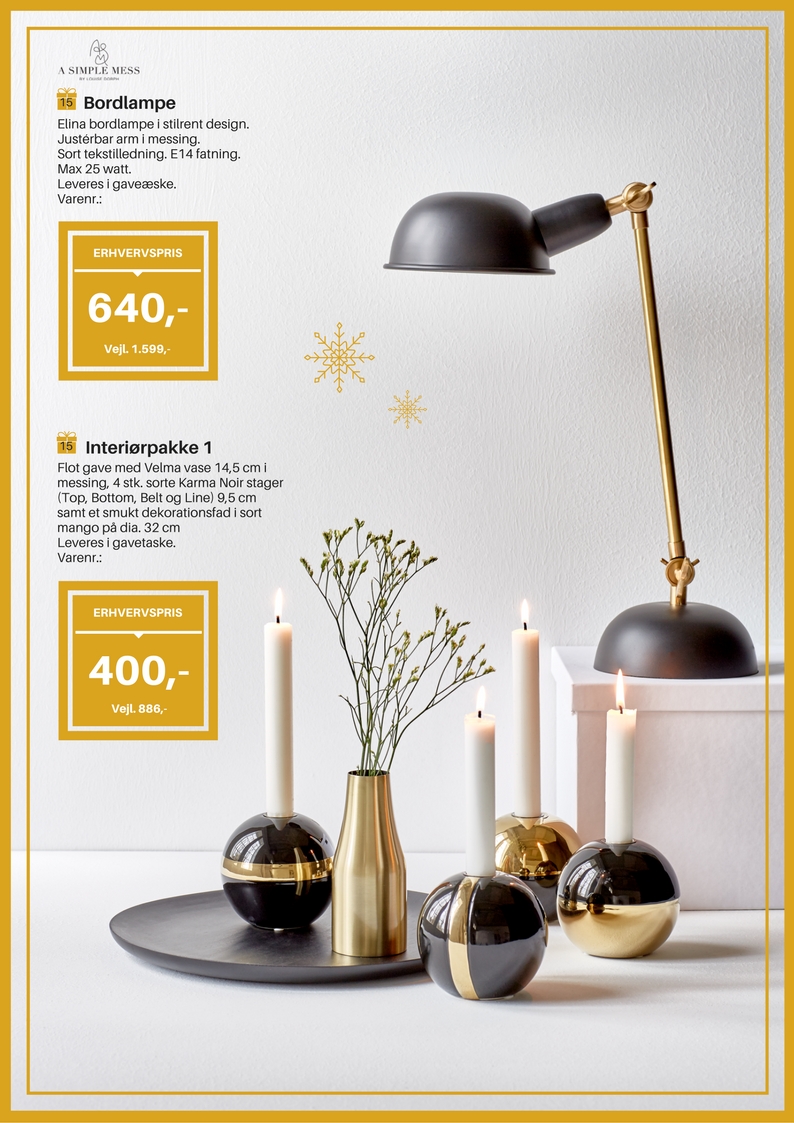 A SIMPLE MESS
BY LOUISE DORPH
15 Bordlampe
Elina bordlampe i stilrent design.
Justérbar arm i messing.
Sort tekstilledning. E14 fatning.
Max 25 watt.
Leveres i gaveæske.
Varenr.:
ERHVERVSPRIS
640,-
Vejl. 1.599,-
15 Interiørpakke 1
Flot gave med Velma vase 14,5 cm i
messing, 4 stk. sorte Karma Noir stager
(Top, Bottom, Belt og Line) 9,5 cm
samt et smukt dekorationsfad i sort
mango på dia. 32 cm
Leveres i gavetaske.
Varenr.:
ERHVERVSPRIS
400,-
Vejl. 886,-